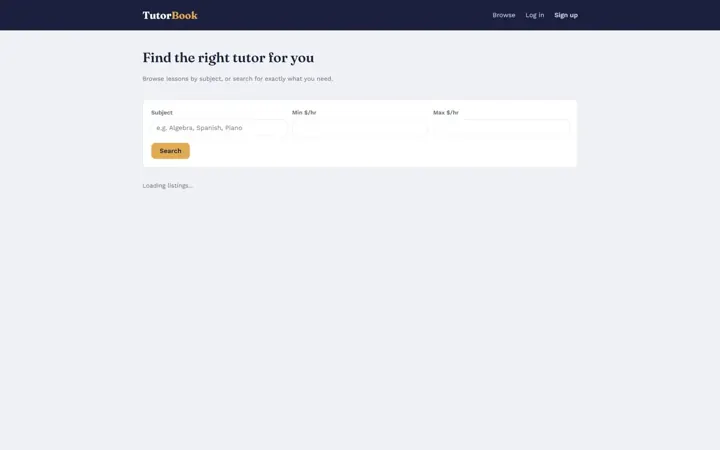 TutorBook
Browse Log in Sign up
Find the right tutor for you
Browse lessons by subject, or search for exactly what you need.
Subject Min $/hr Max $/hr
e.g. Algebra, Spanish, Piano
Search
Loading listings...